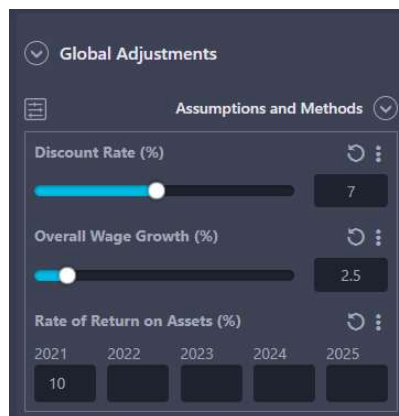 Global Adjustments
Assumptions and Methods
Discount Rate (%)
7
Overall Wage Growth (%)
2.5
Rate of Return on Assets (%)
2021 2022 2023 2024 2025
10